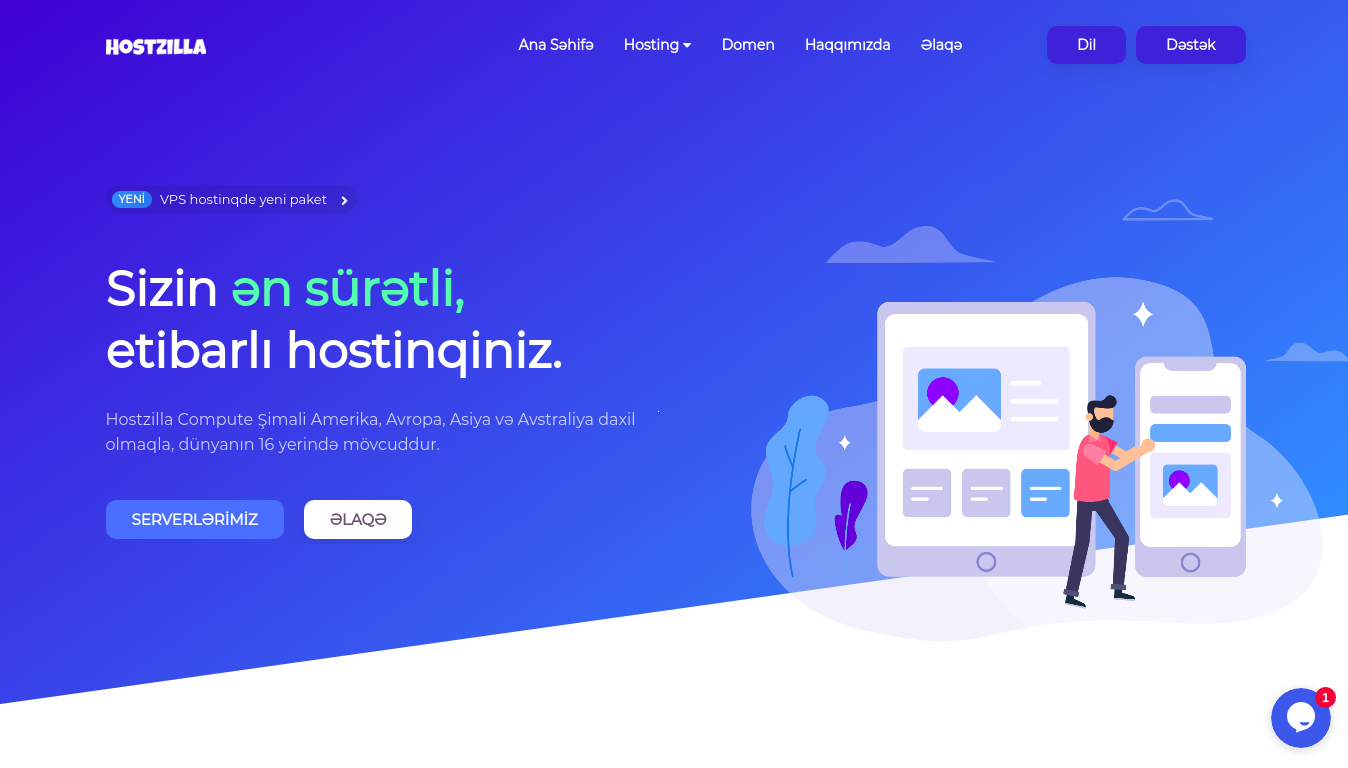 HOSTZILLA
Ana Səhifə
Hosting
Domen
Haqqımızda
Əlaqə
Dil
Dəstək
YENİ VPS hostinqde yeni paket
Sizin ən sürətli,
etibarlı hostinqiniz.
Hostzilla Compute Şimali Amerika, Avropa, Asiya və Avstraliya daxil
olmaqla, dünyanın 16 yerində mövcuddur.
SERVERLƏRİMİZ
ƏLAQƏ
1